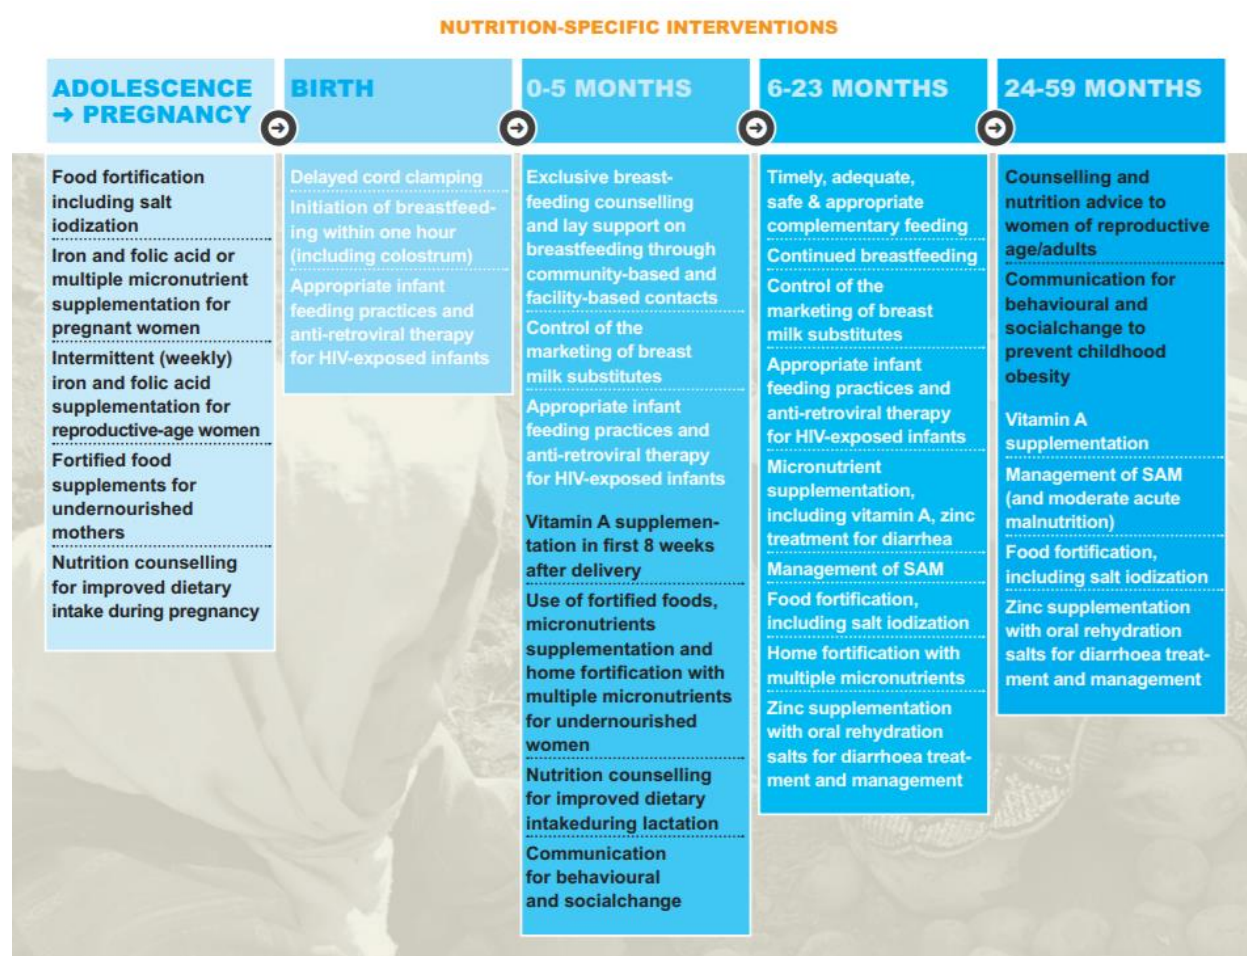 NUTRITION-SPECIFIC INTERVENTIONS
ADOLESCENCE
➔ PREGNANCY
Food fortification
including salt
iodization
Iron and folic acid or
multiple micronutrient
supplementation for
pregnant women
Intermittent (weekly)
iron and folic acid
supplementation for
reproductive-age women
Fortified food
supplements for
undernourished
mothers
Nutrition counselling
for improved dietary
intake during pregnancy
BIRTH
Delayed cord clamping
Initiation of breastfeed-
ing within one hour
(including colostrum)
Appropriate infant
feeding practices and
anti-retroviral therapy
for HIV-exposed infants
0-5 MONTHS
Exclusive breast-
feeding counselling
and lay support on
breastfeeding through
community-based and
facility-based contacts
Control of the
marketing of breast
milk substitutes
Appropriate infant
feeding practices and
anti-retroviral therapy
for HIV-exposed infants
Vitamin A supplemen-
tation in first 8 weeks
after delivery
Use of fortified foods,
micronutrients
supplementation and
home fortification with
multiple micronutrients
for undernourished
women
Nutrition counselling
for improved dietary
intakeduring lactation
Communication
for behavioural
and socialchange
6-23 MONTHS
Timely, adequate,
safe & appropriate
complementary feeding
Continued breastfeeding
Control of the
marketing of breast
milk substitutes
Appropriate infant
feeding practices and
anti-retroviral therapy
for HIV-exposed infants
Micronutrient
supplementation,
including vitamin A, zinc
treatment for diarrhea
Management of SAM
Food fortification,
including salt iodization
Home fortification with
multiple micronutrients
Zinc supplementation
with oral rehydration
salts for diarrhoea treat-
ment and management
24-59 MONTHS
Counselling and
nutrition advice to
women of reproductive
age/adults
Communication for
behavioural and
socialchange to
prevent childhood
obesity
Vitamin A
supplementation
Management of SAM
(and moderate acute
malnutrition)
Food fortification,
including salt iodization
Zinc supplementation
with oral rehydration
salts for diarrhoea treat-
ment and management